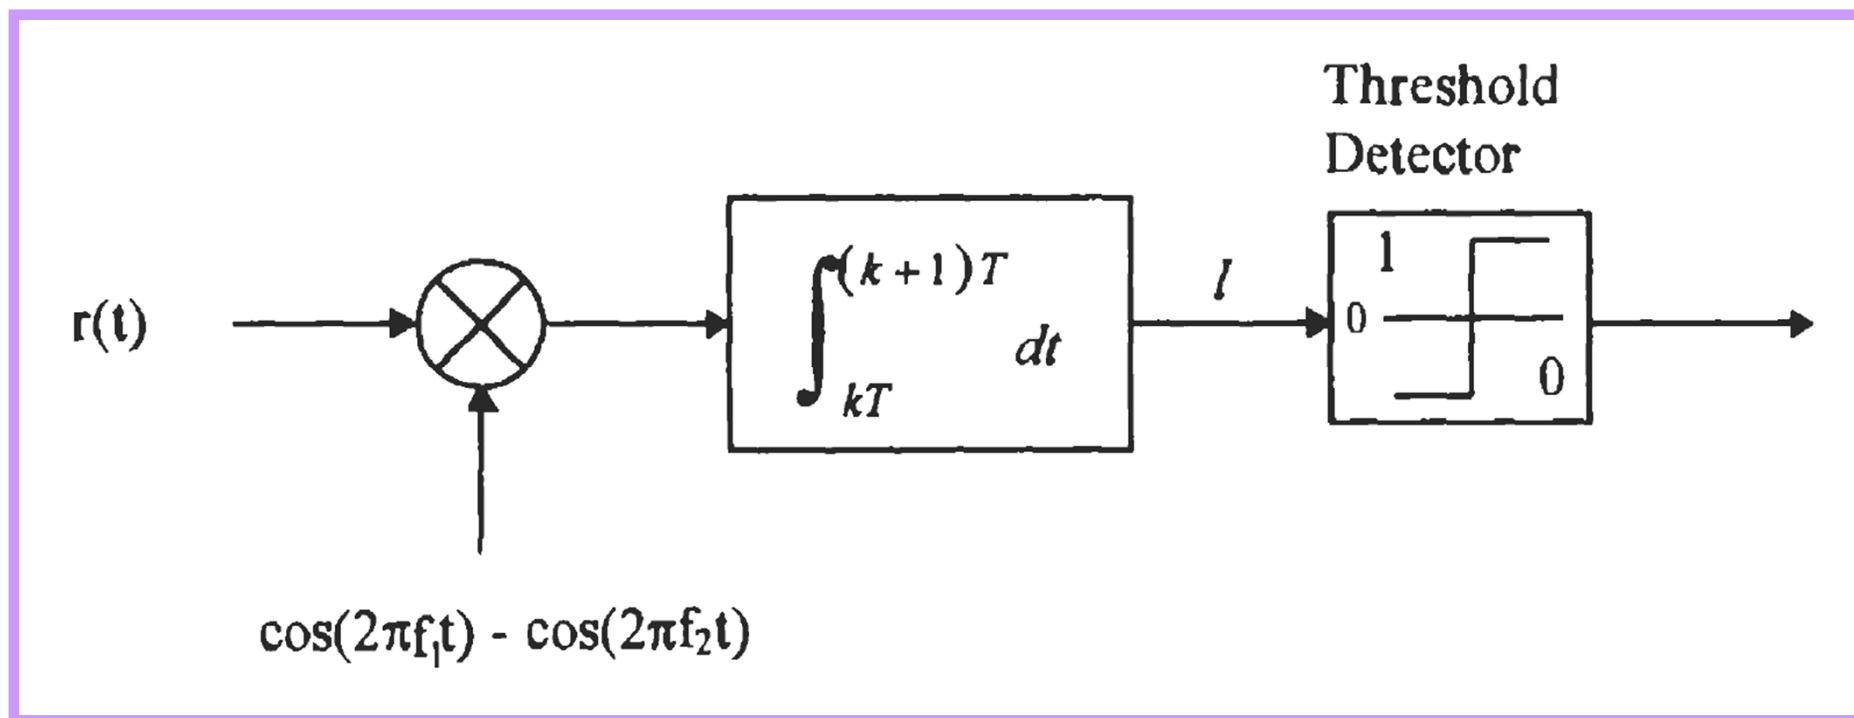 Threshold
Detector
r(t)
∫
(k + 1)T
kT
dt
l
1
0
0
cos(2πf₁t) - cos(2πf₂t)